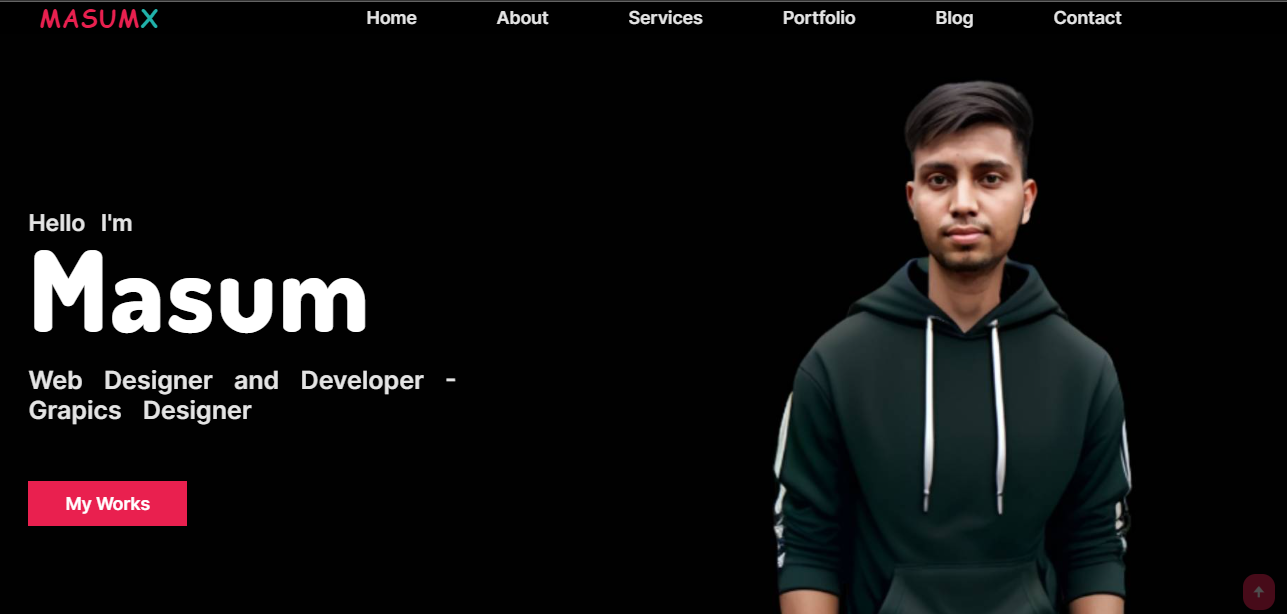 MASUMX Home About Services Portfolio Blog Contact
Hello I'm
Masum
Web Designer and Developer -
Grapics Designer
My Works